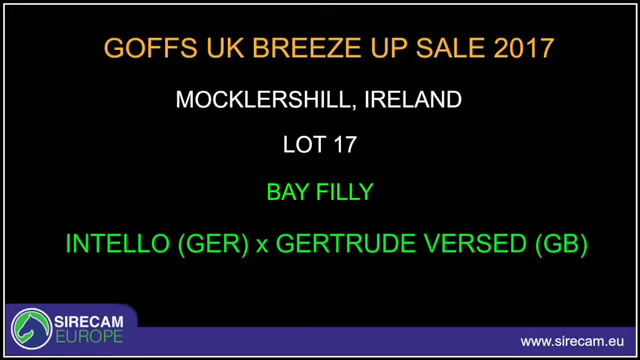 GOFFS UK BREEZE UP SALE 2017
MOCKLERSHILL, IRELAND
LOT 17
BAY FILLY
INTELLO (GER) x GERTRUDE VERSED (GB)
SIRECAM
EUROPE
www.sirecam.eu